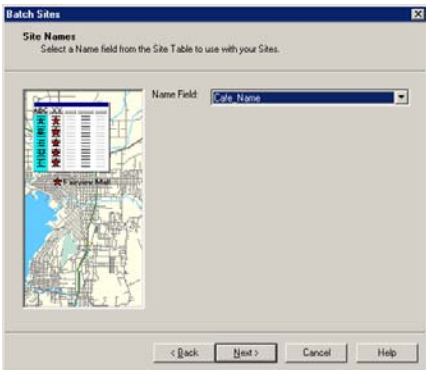 Batch Sites
Site Names
Select a Name field from the Site Table to use with your Sites.
Name Field: Cafe_Name
ABC
Fairview Mall
< Back Next > Cancel Help